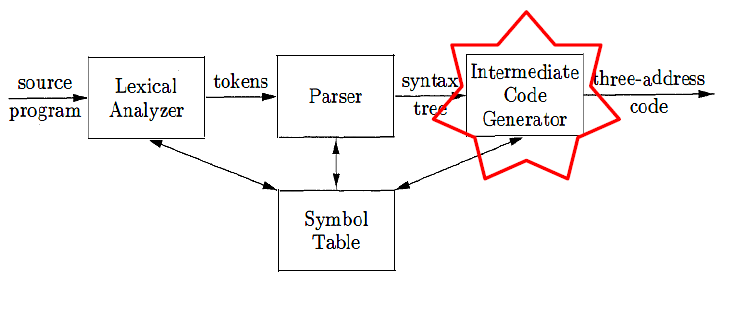 source
program
Lexical
Analyzer
tokens
Parser
syntax
tree
Intermediate
Code
Generator
three-address
code
Symbol
Table